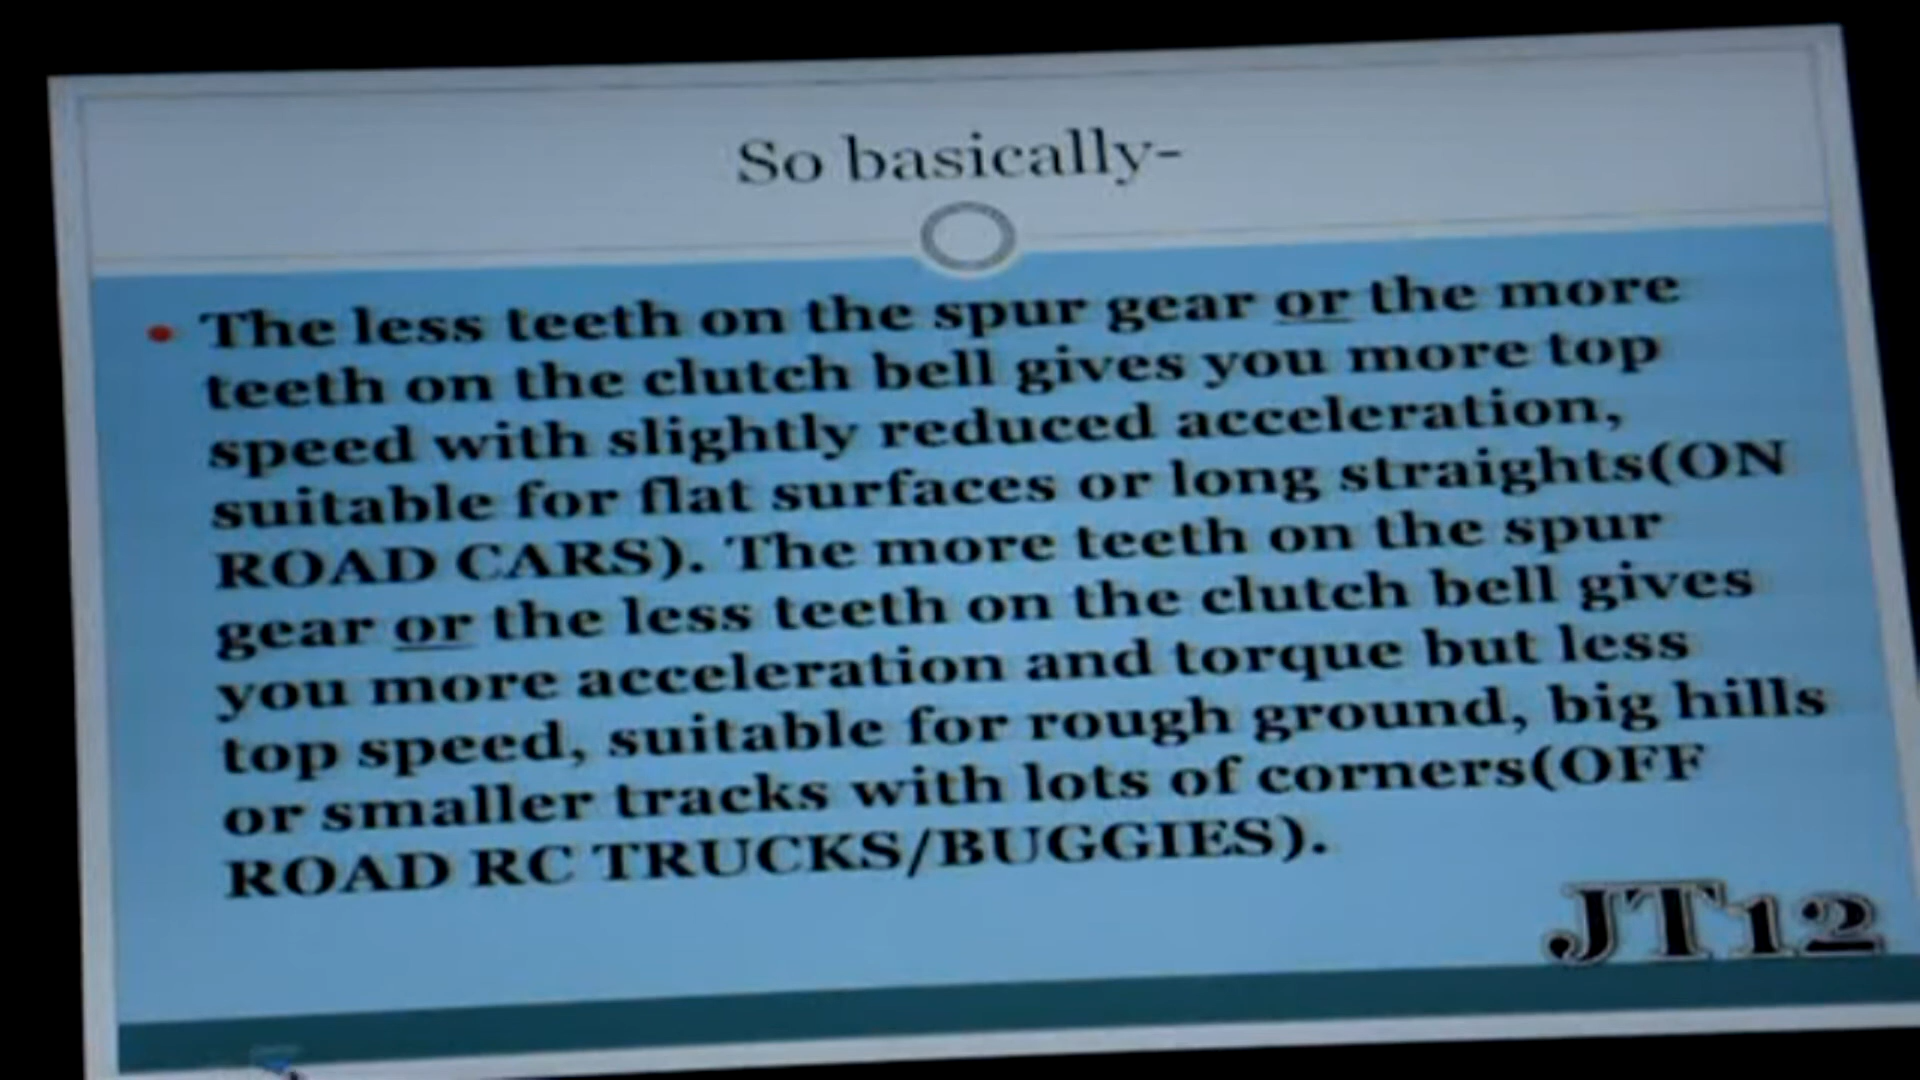 So basically-
• The less teeth on the spur gear or the more
teeth on the clutch bell gives you more top
speed with slightly reduced acceleration,
suitable for flat surfaces or long straights(ON
ROAD CARS). The more teeth on the spur
gear or the less teeth on the clutch bell gives
you more acceleration and torque but less
top speed, suitable for rough ground, big hills
or smaller tracks with lots of corners(OFF
ROAD RC TRUCKS/BUGGIES).
JT12